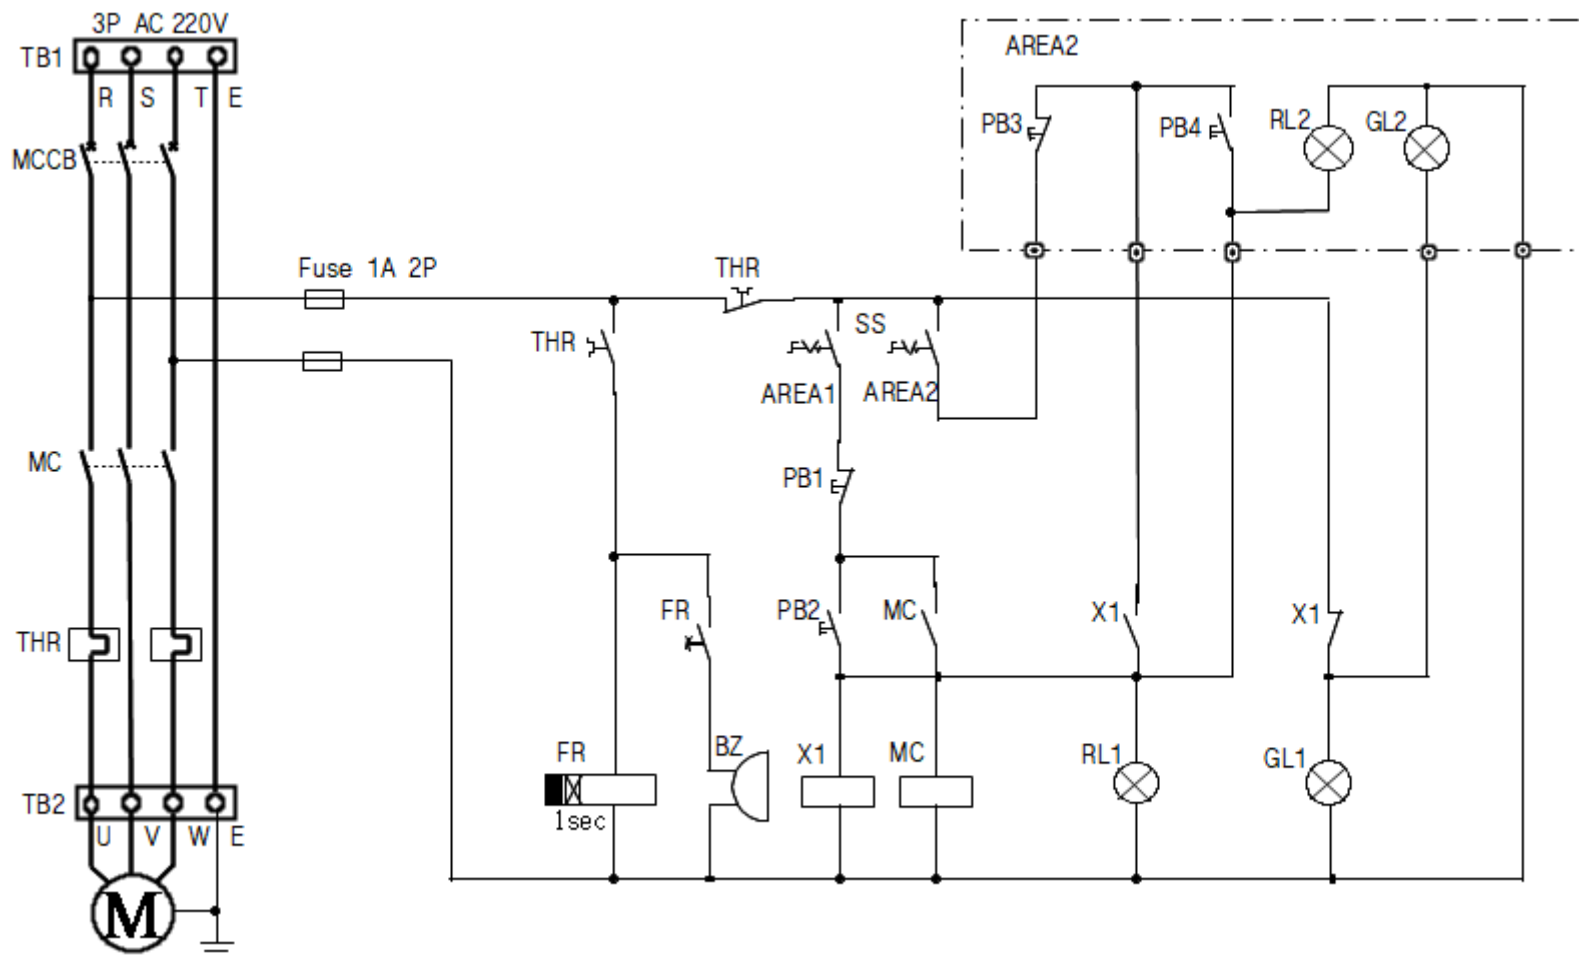 3P AC 220V
TB1
R S T E
MCCB
AREA2
PB3
PB4
RL2
GL2
Fuse 1A 2P
THR
THR
SS
AREA1
AREA2
MC
PB1
THR
FR
PB2
MC
X1
X1
FR
BZ
X1
MC
RL1
GL1
1sec
TB2
U V W E
M